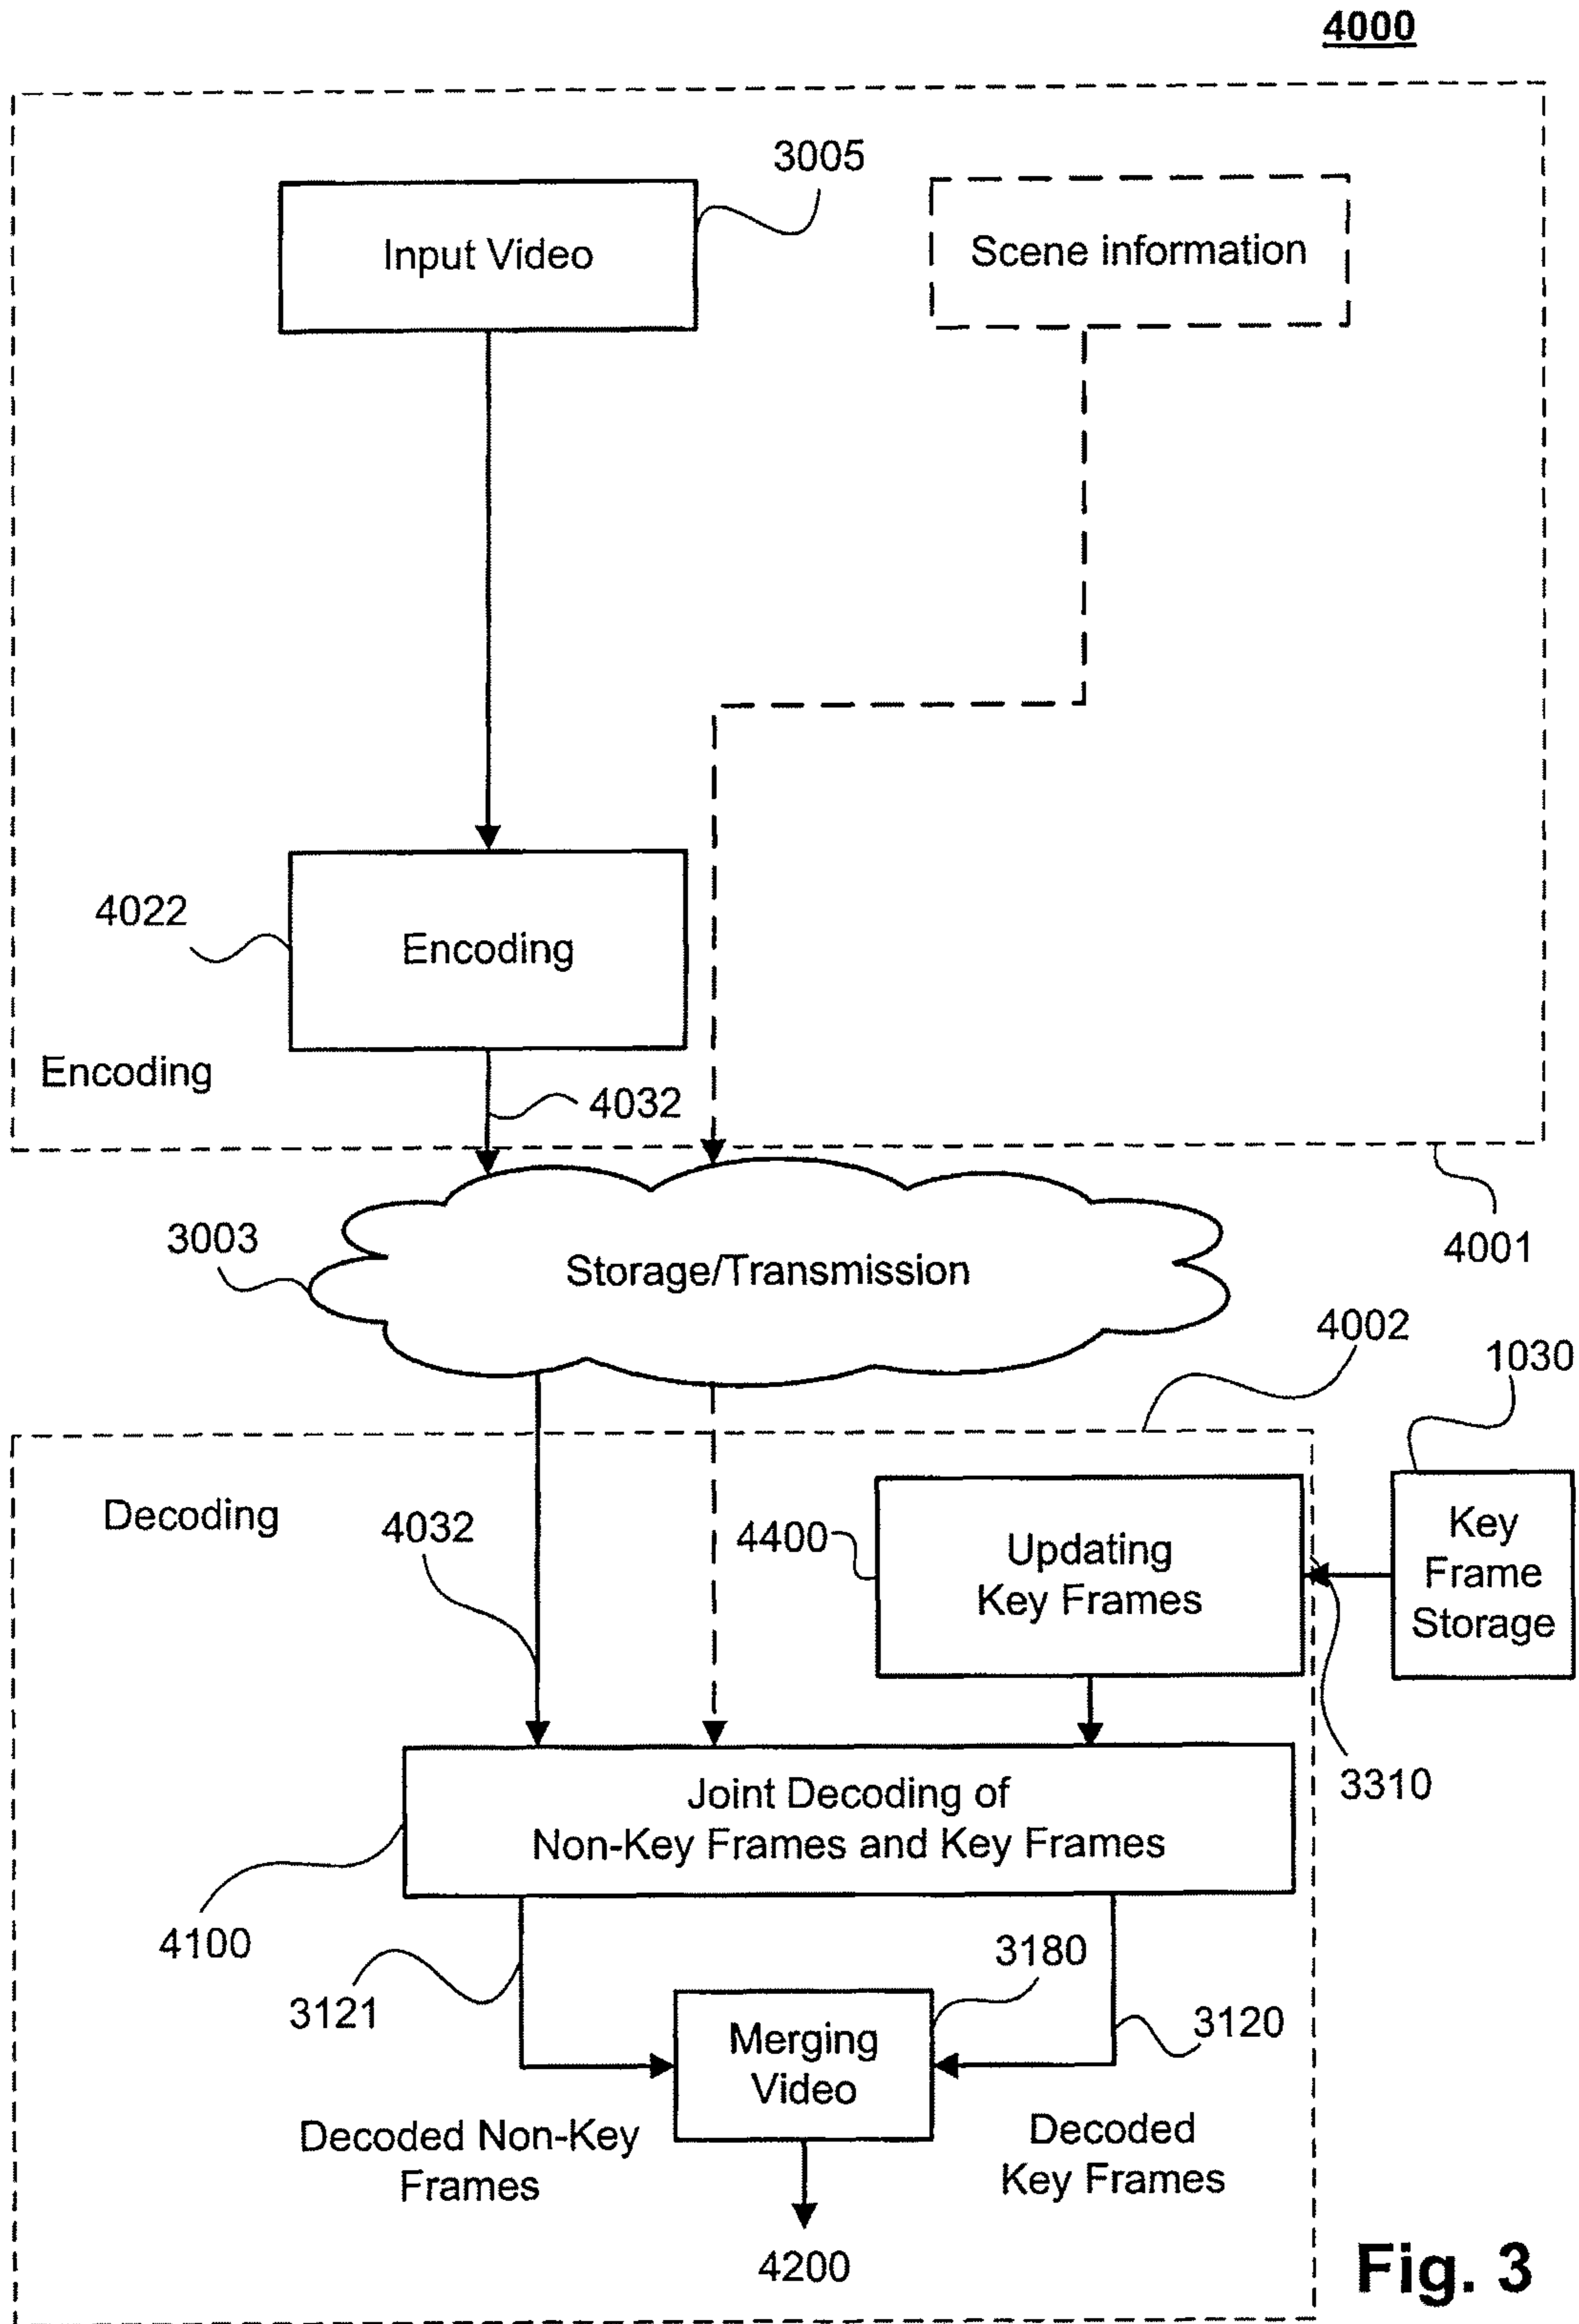 4000
3005
Input Video
Scene information
4022
Encoding
Encoding
4032
4001
3003
Storage/Transmission
4002
1030
Decoding
4032
4400
Updating
Key Frames
Key
Frame
Storage
3310
Joint Decoding of
Non-Key Frames and Key Frames
4100
3121
3180
3120
Merging
Video
Decoded Non-Key
Frames
Decoded
Key Frames
4200
Fig. 3